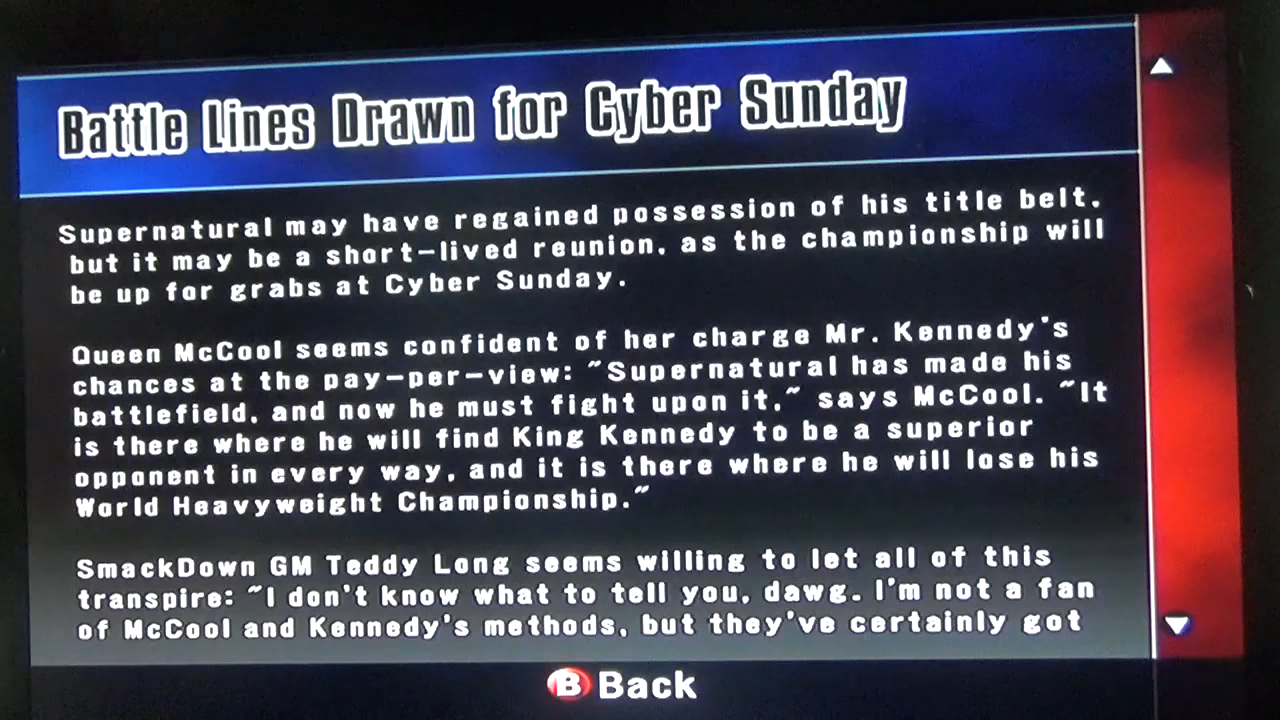 Battle Lines Drawn for Cyber Sunday
Supernatural may have regained possession of his title belt,
but it may be a short-lived reunion, as the championship will
be up for grabs at Cyber Sunday.
Queen McCool seems confident of her charge Mr. Kennedy's
chances at the pay-per-view: "Supernatural has made his
battlefield, and now he must fight upon it," says McCool. "It
is there where he will find King Kennedy to be a superior
opponent in every way, and it is there where he will lose his
World Heavyweight Championship."
SmackDown GM Teddy Long seems willing to let all of this
transpire: "I don't know what to tell you, dawg. I'm not a fan
of McCool and Kennedy's methods, but they've certainly got
B Back